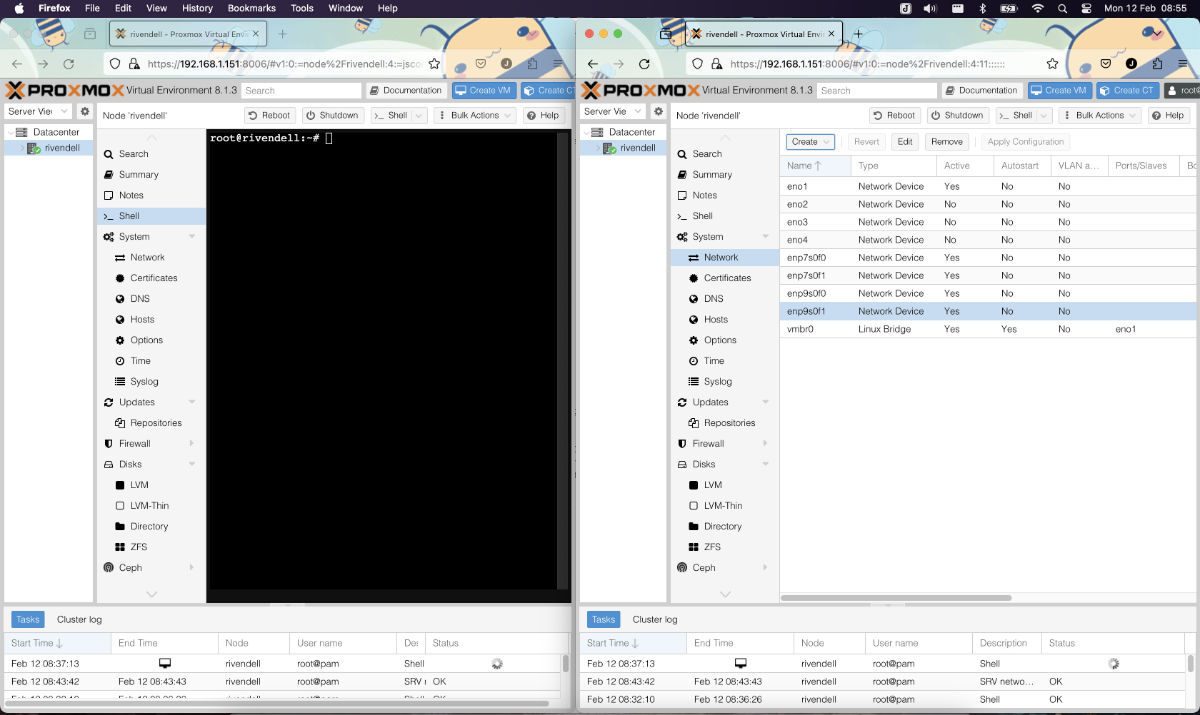 Firefox File Edit View History Bookmarks Tools Window Help Mon 12 Feb 08:55
rivendell - Proxmox Virtual Envi
https://192.168.1.151:8006/#v1:0:=node%2Frivendell:4:=jsco
PROXMOX Virtual Environment 8.1.3 Search Documentation Create VM Create CT
Server Vie Node 'rivendell' Reboot Shutdown Shell Bulk Actions Help
Datacenter
rivendell
Search
Summary
Notes
Shell
System
Network
Certificates
DNS
Hosts
Options
Time
Syslog
Updates
Repositories
Firewall
Disks
LVM
LVM-Thin
Directory
ZFS
Ceph
root@rivendell:~#
Tasks Cluster log
Start Time End Time Node User name De Status
Feb 12 08:37:13 rivendell root@pam Shell
Feb 12 08:43:42 Feb 12 08:43:43 rivendell root@pam SRV OK
rivendell - Proxmox Virtual Envi
https://192.168.1.151:8006/#v1:0:=node%2Frivendell:4:11::::::
PROXMOX Virtual Environment 8.1.3 Search Documentation Create VM Create CT root@
Server Vie Node 'rivendell' Reboot Shutdown Shell Bulk Actions Help
Datacenter
rivendell
Search
Summary
Notes
Shell
System
Network
Certificates
DNS
Hosts
Options
Time
Syslog
Updates
Repositories
Firewall
Disks
LVM
LVM-Thin
Directory
ZFS
Ceph
Create Revert Edit Remove Apply Configuration
Name Type Active Autostart VLAN a... Ports/Slaves Bo
eno1 Network Device Yes No No
eno2 Network Device No No No
eno3 Network Device No No No
eno4 Network Device No No No
enp7s0f0 Network Device Yes No No
enp7s0f1 Network Device Yes No No
enp9s0f0 Network Device Yes No No
enp9s0f1 Network Device Yes No No
vmbr0 Linux Bridge Yes Yes No eno1
Tasks Cluster log
Start Time End Time Node User name Description Status
Feb 12 08:37:13 rivendell root@pam Shell
Feb 12 08:43:42 Feb 12 08:43:43 rivendell root@pam SRV netwo... OK
Feb 12 08:32:10 Feb 12 08:36:26 rivendell root@pam Shell OK